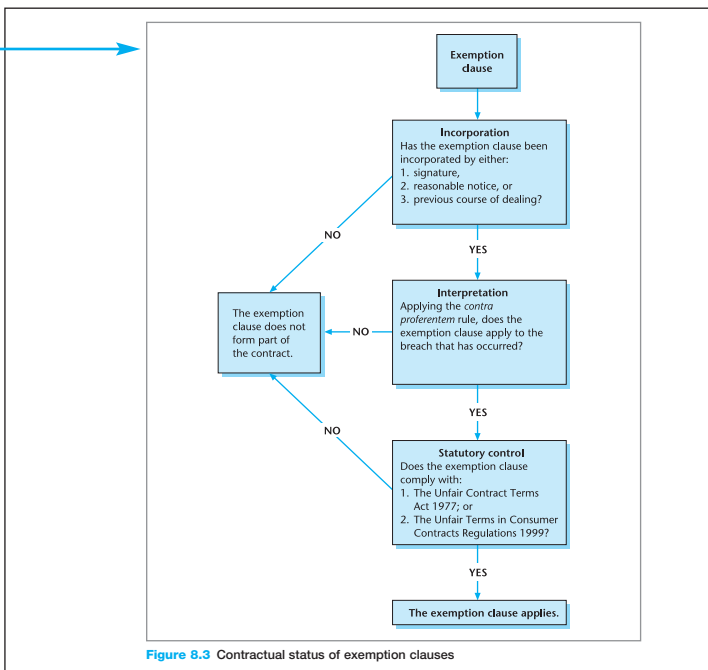 Exemption
clause
Incorporation
Has the exemption clause been
incorporated by either:
1. signature,
2. reasonable notice, or
3. previous course of dealing?
NO
YES
Interpretation
Applying the contra
proferentem rule, does the
exemption clause apply to the
breach that has occurred?
The exemption
clause does not
form part of
the contract.
NO
YES
NO
Statutory control
Does the exemption clause
comply with:
1. The Unfair Contract Terms
Act 1977; or
2. The Unfair Terms in Consumer
Contracts Regulations 1999?
YES
The exemption clause applies.
Figure 8.3 Contractual status of exemption clauses